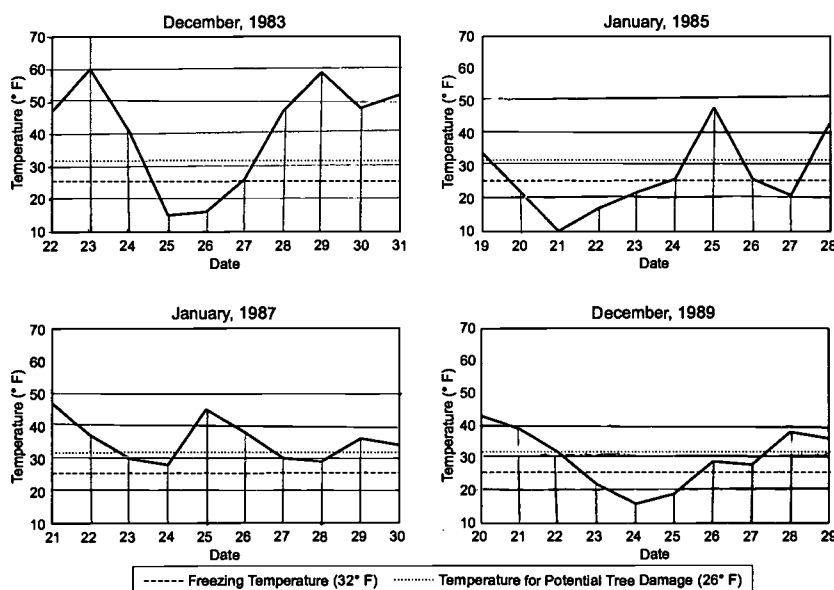 December, 1983
70
60
50
40
30
20
10
Temperature (° F)
22 23 24 25 26 27 28 29 30 31
Date
January, 1985
70
60
50
40
30
20
10
Temperature (° F)
19 20 21 22 23 24 25 26 27 28
Date
January, 1987
70
60
50
40
30
20
10
Temperature (° F)
21 22 23 24 25 26 27 28 29 30
Date
December, 1989
70
60
50
40
30
20
10
Temperature (° F)
20 21 22 23 24 25 26 27 28 29
Date
Freezing Temperature (32° F) Temperature for Potential Tree Damage (26° F)